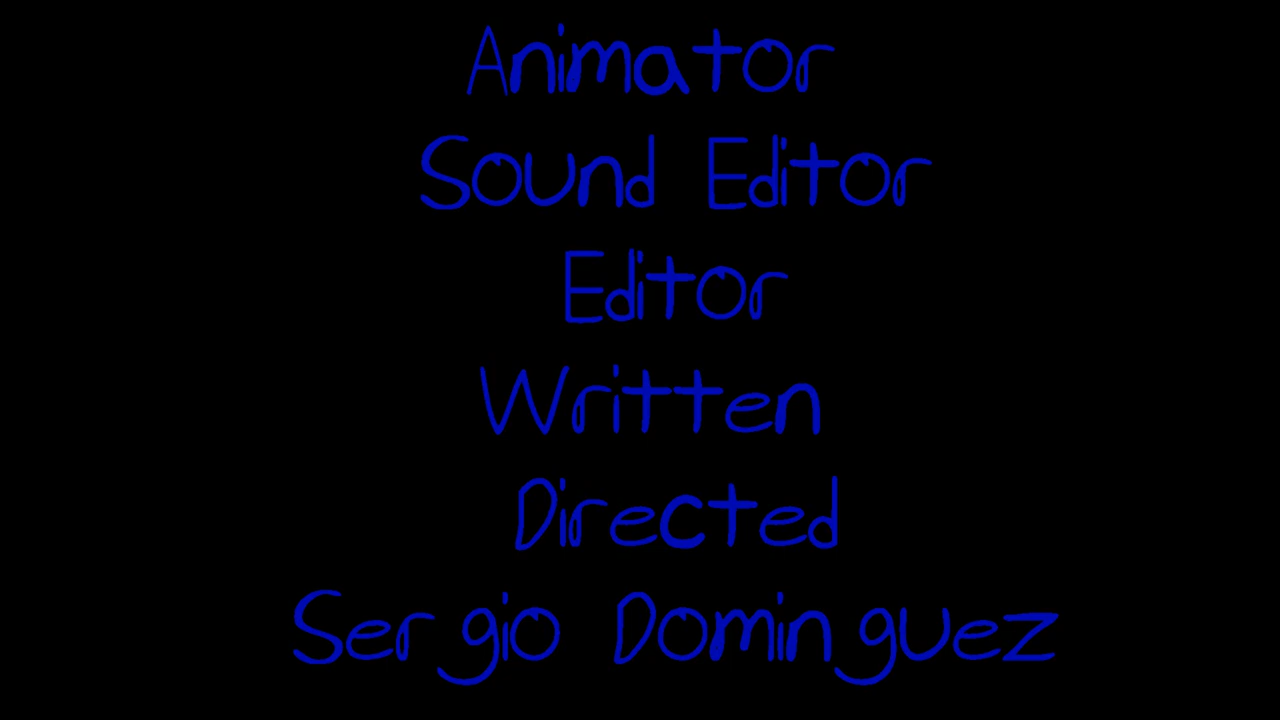 Animator
Sound Editor
Editor
Written
Directed
Sergio Dominguez